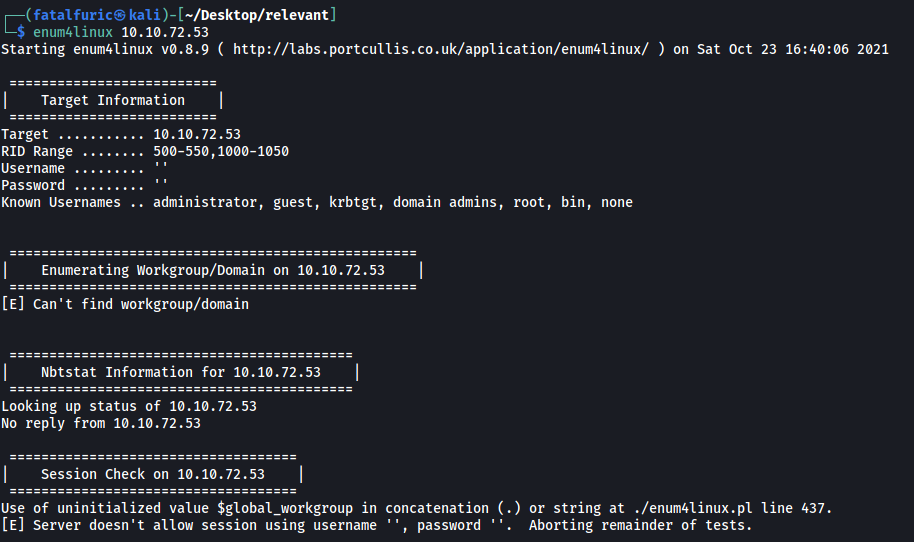 ┌──(fatalfuric㉿kali)-[~/Desktop/relevant]
└─$ enum4linux 10.10.72.53
Starting enum4linux v0.8.9 ( http://labs.portcullis.co.uk/application/enum4linux/ ) on Sat Oct 23 16:40:06 2021

 ==========================
|    Target Information    |
 ==========================
Target ........... 10.10.72.53
RID Range ........ 500-550,1000-1050
Username ......... ''
Password ......... ''
Known Usernames .. administrator, guest, krbtgt, domain admins, root, bin, none

 ===================================================
|    Enumerating Workgroup/Domain on 10.10.72.53    |
 ===================================================
[E] Can't find workgroup/domain

 ===========================================
|    Nbtstat Information for 10.10.72.53    |
 ===========================================
Looking up status of 10.10.72.53
No reply from 10.10.72.53

 ====================================
|    Session Check on 10.10.72.53    |
 ====================================
Use of uninitialized value $global_workgroup in concatenation (.) or string at ./enum4linux.pl line 437.
[E] Server doesn't allow session using username '', password ''.  Aborting remainder of tests.